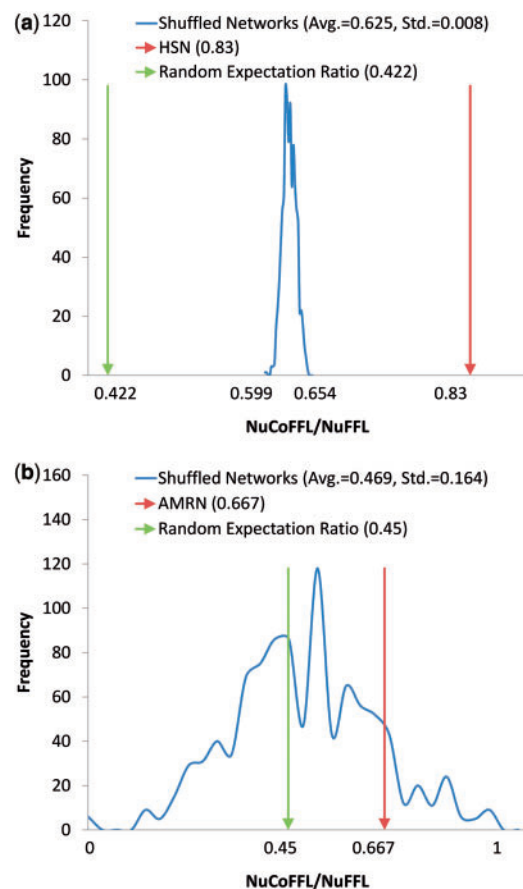 (a)
120
Shuffled Networks (Avg.=0.625, Std.=0.008)
HSN (0.83)
Random Expectation Ratio (0.422)
100
80
60
40
20
0
Frequency
0.422 0.599 0.654 0.83
NuCoFFL/NuFFL
(b)
160
Shuffled Networks (Avg.=0.469, Std.=0.164)
AMRN (0.667)
Random Expectation Ratio (0.45)
140
120
100
80
60
40
20
0
Frequency
0 0.45 0.667 1
NuCoFFL/NuFFL